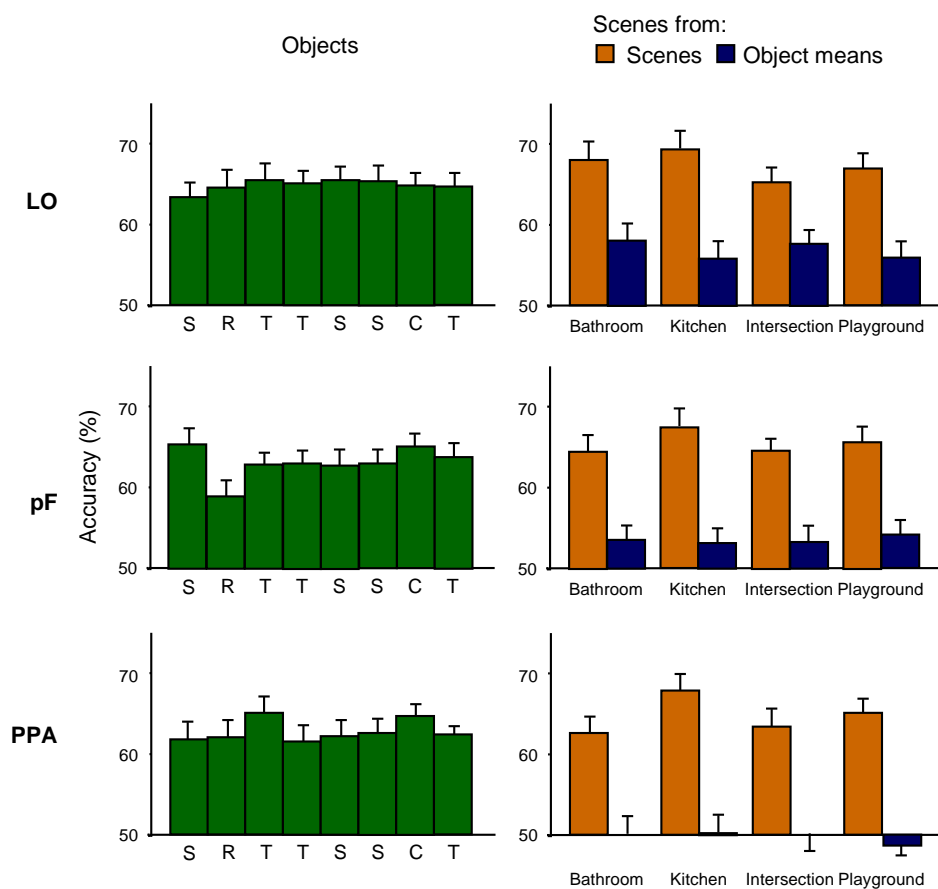 Objects
Scenes from:
Scenes Object means
LO
70
60
50
S R T T S S C T
70
60
50
Bathroom Kitchen Intersection Playground
pF
Accuracy (%)
70
60
50
S R T T S S C T
70
60
50
Bathroom Kitchen Intersection Playground
PPA
70
60
50
S R T T S S C T
70
60
50
Bathroom Kitchen Intersection Playground